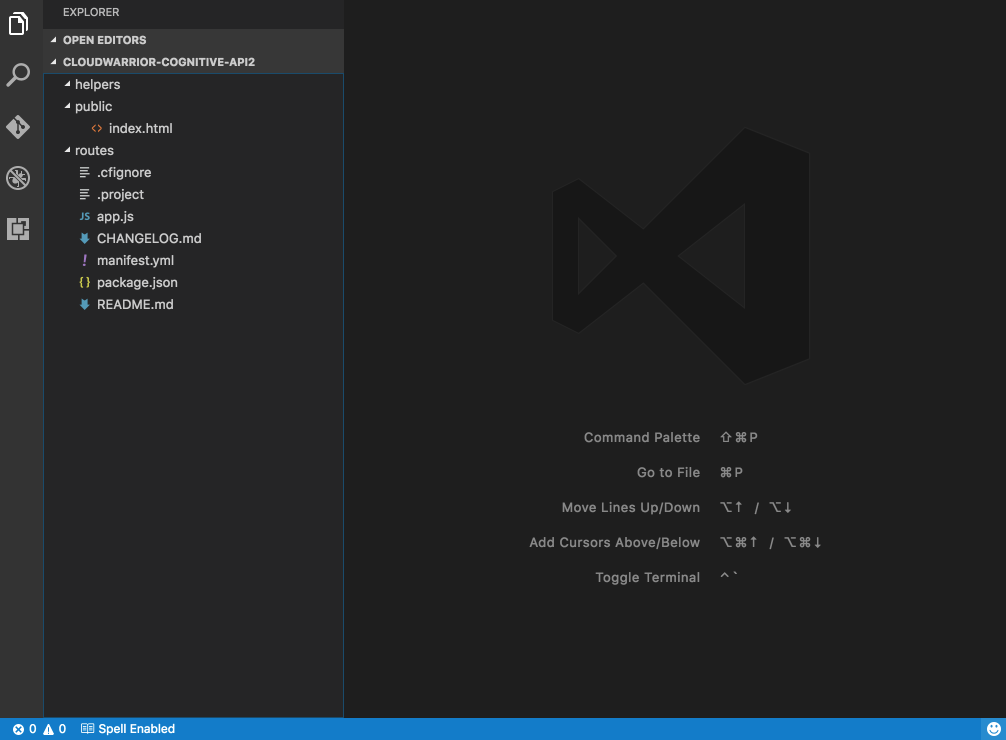 EXPLORER
OPEN EDITORS
CLOUDWARRIOR-COGNITIVE-API2
helpers
public
<> index.html
routes
.cfignore
.project
JS app.js
CHANGELOG.md
! manifest.yml
{} package.json
README.md
Command Palette ⇧⌘P
Go to File ⌘P
Move Lines Up/Down ⌥↑ / ⌥↓
Add Cursors Above/Below ⌥⌘↑ / ⌥⌘↓
Toggle Terminal ^`
0 0 Spell Enabled